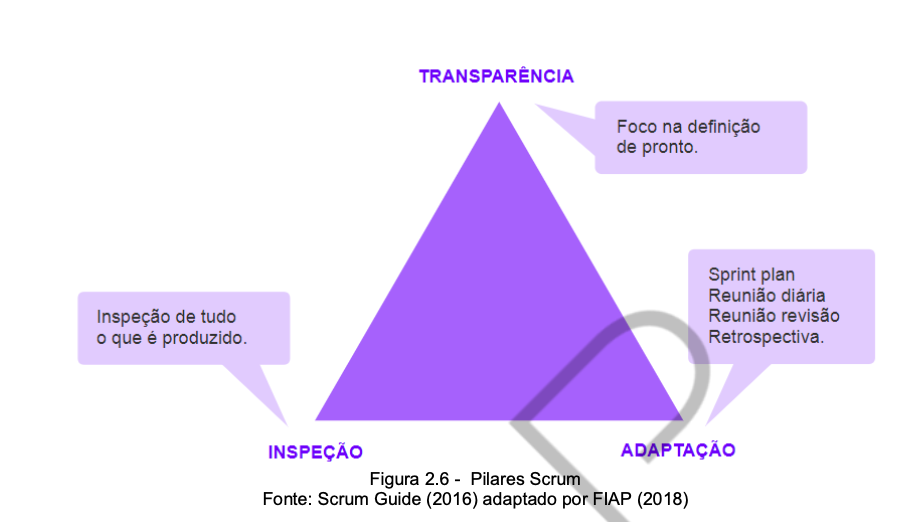 TRANSPARÊNCIA
Foco na definição
de pronto.
Sprint plan
Reunião diária
Reunião revisão
Retrospectiva.
Inspeção de tudo
o que é produzido.
INSPEÇÃO
ADAPTAÇÃO
Figura 2.6 - Pilares Scrum
Fonte: Scrum Guide (2016) adaptado por FIAP (2018)